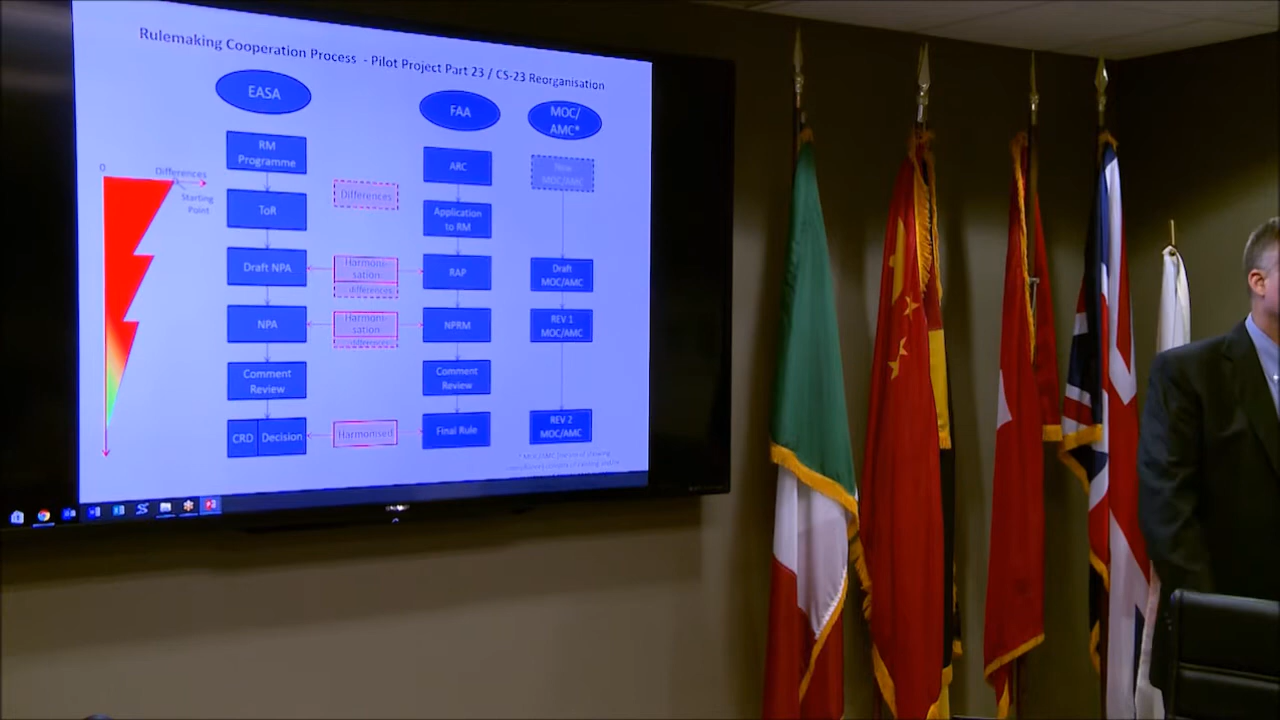 Rulemaking Cooperation Process - Pilot Project Part 23 / CS-23 Reorganisation
EASA
FAA
MOC/
AMC*
RM
Programme
ARC
New
MOC/AMC
0
Differences
Starting
Point
Differences
ToR
Application
to RM
Draft NPA
Harmoni-
sation
differences
RAP
Draft
MOC/AMC
NPA
Harmoni-
sation
differences
NPRM
REV 1
MOC/AMC
Comment
Review
Comment
Review
CRD
Decision
Harmonised
Final Rule
REV 2
MOC/AMC